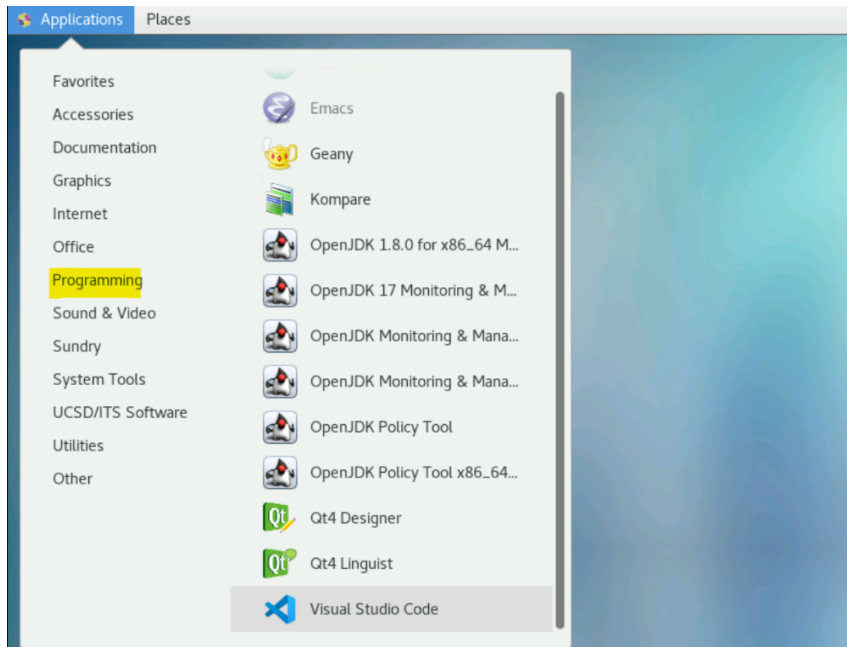 Applications Places
Favorites
Accessories
Documentation
Graphics
Internet
Office
Programming
Sound & Video
Sundry
System Tools
UCSD/ITS Software
Utilities
Other
Emacs
Geany
Kompare
OpenJDK 1.8.0 for x86_64 M...
OpenJDK 17 Monitoring & M...
OpenJDK Monitoring & Mana...
OpenJDK Monitoring & Mana...
OpenJDK Policy Tool
OpenJDK Policy Tool x86_64...
Qt4 Designer
Qt4 Linguist
Visual Studio Code